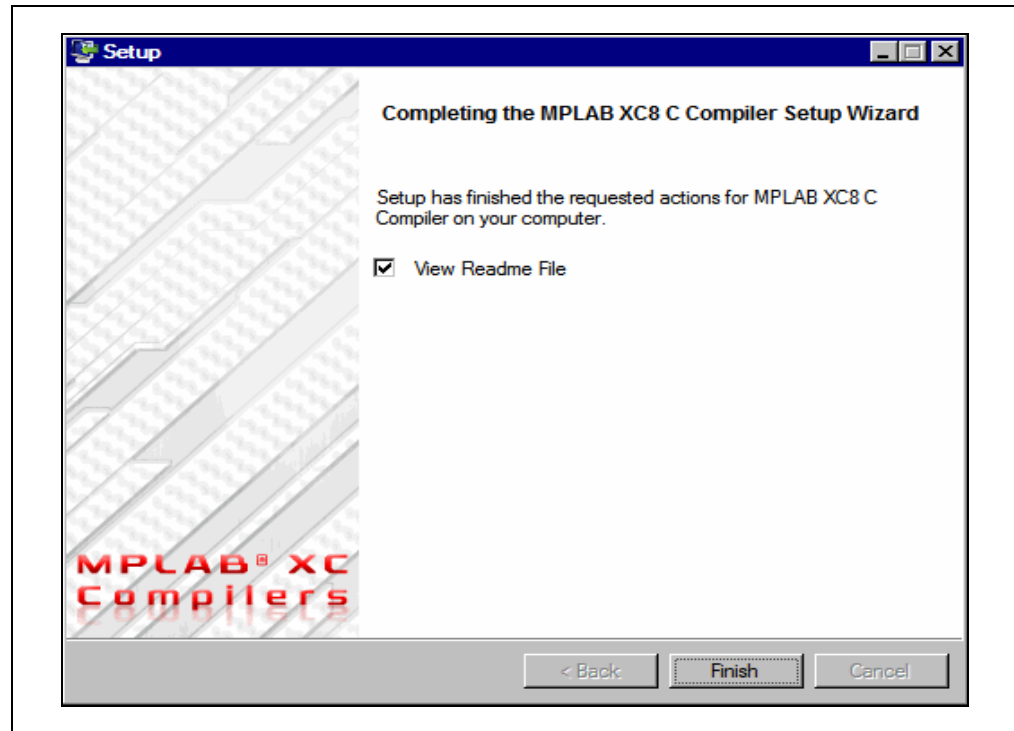 Setup
Completing the MPLAB XC8 C Compiler Setup Wizard
Setup has finished the requested actions for MPLAB XC8 C
Compiler on your computer.
View Readme File
MPLAB® XC
Compilers
< Back
Finish
Cancel